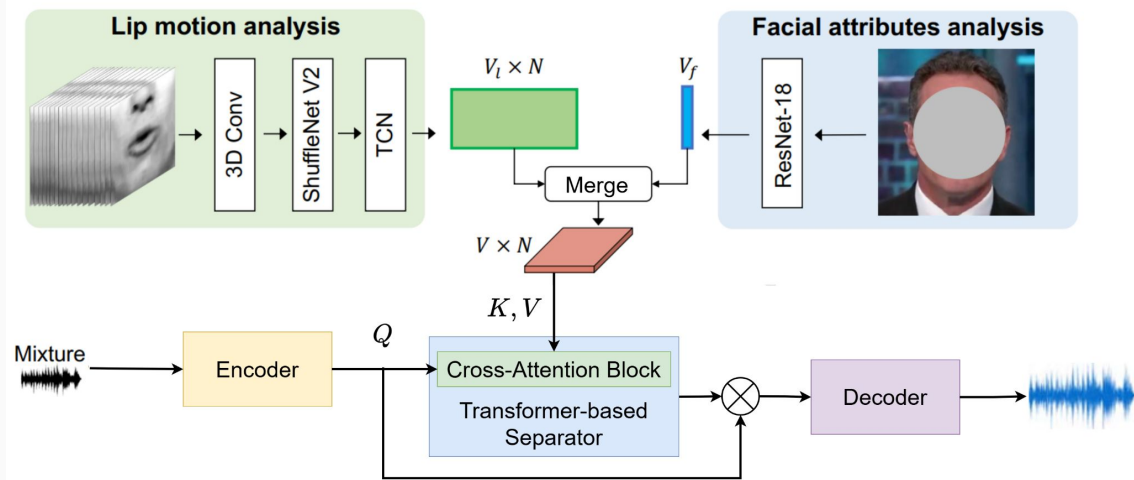 Lip motion analysis
Facial attributes analysis
3D Conv
ShuffleNet V2
TCN
V_l × N
V_f
ResNet-18
Merge
V × N
K, V
Mixture
Encoder
Q
Cross-Attention Block
Transformer-based
Separator
Decoder